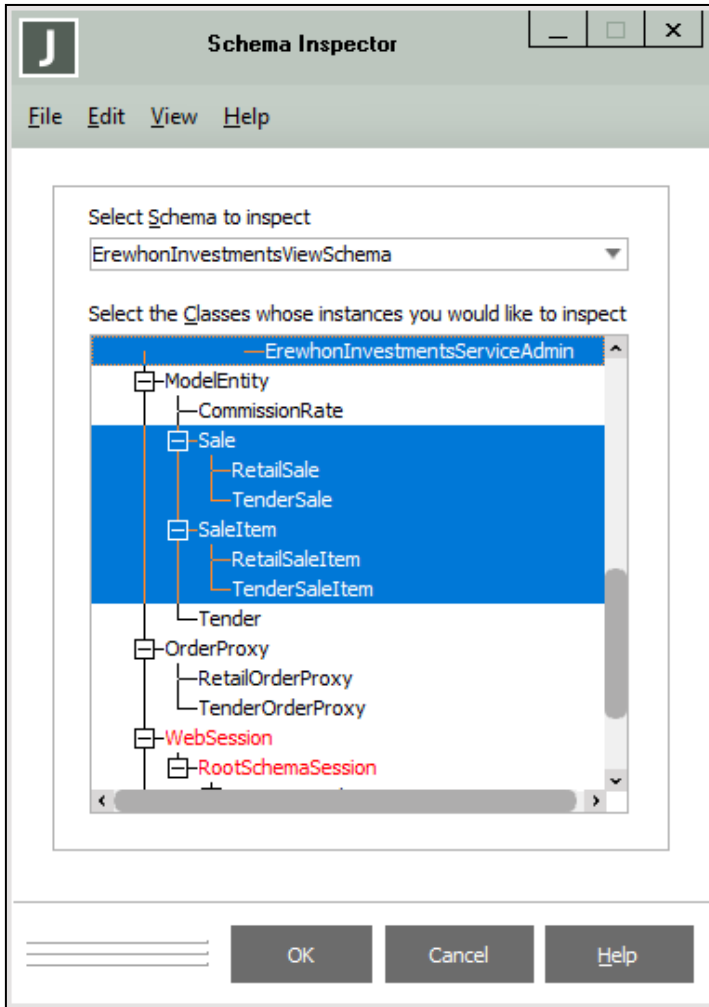 J
Schema Inspector
File Edit View Help
Select Schema to inspect
ErewhonInvestmentsViewSchema
Select the Classes whose instances you would like to inspect
ErewhonInvestmentsServiceAdmin
ModelEntity
CommissionRate
Sale
RetailSale
TenderSale
SaleItem
RetailSaleItem
TenderSaleItem
Tender
OrderProxy
RetailOrderProxy
TenderOrderProxy
WebSession
RootSchemaSession
OK Cancel Help